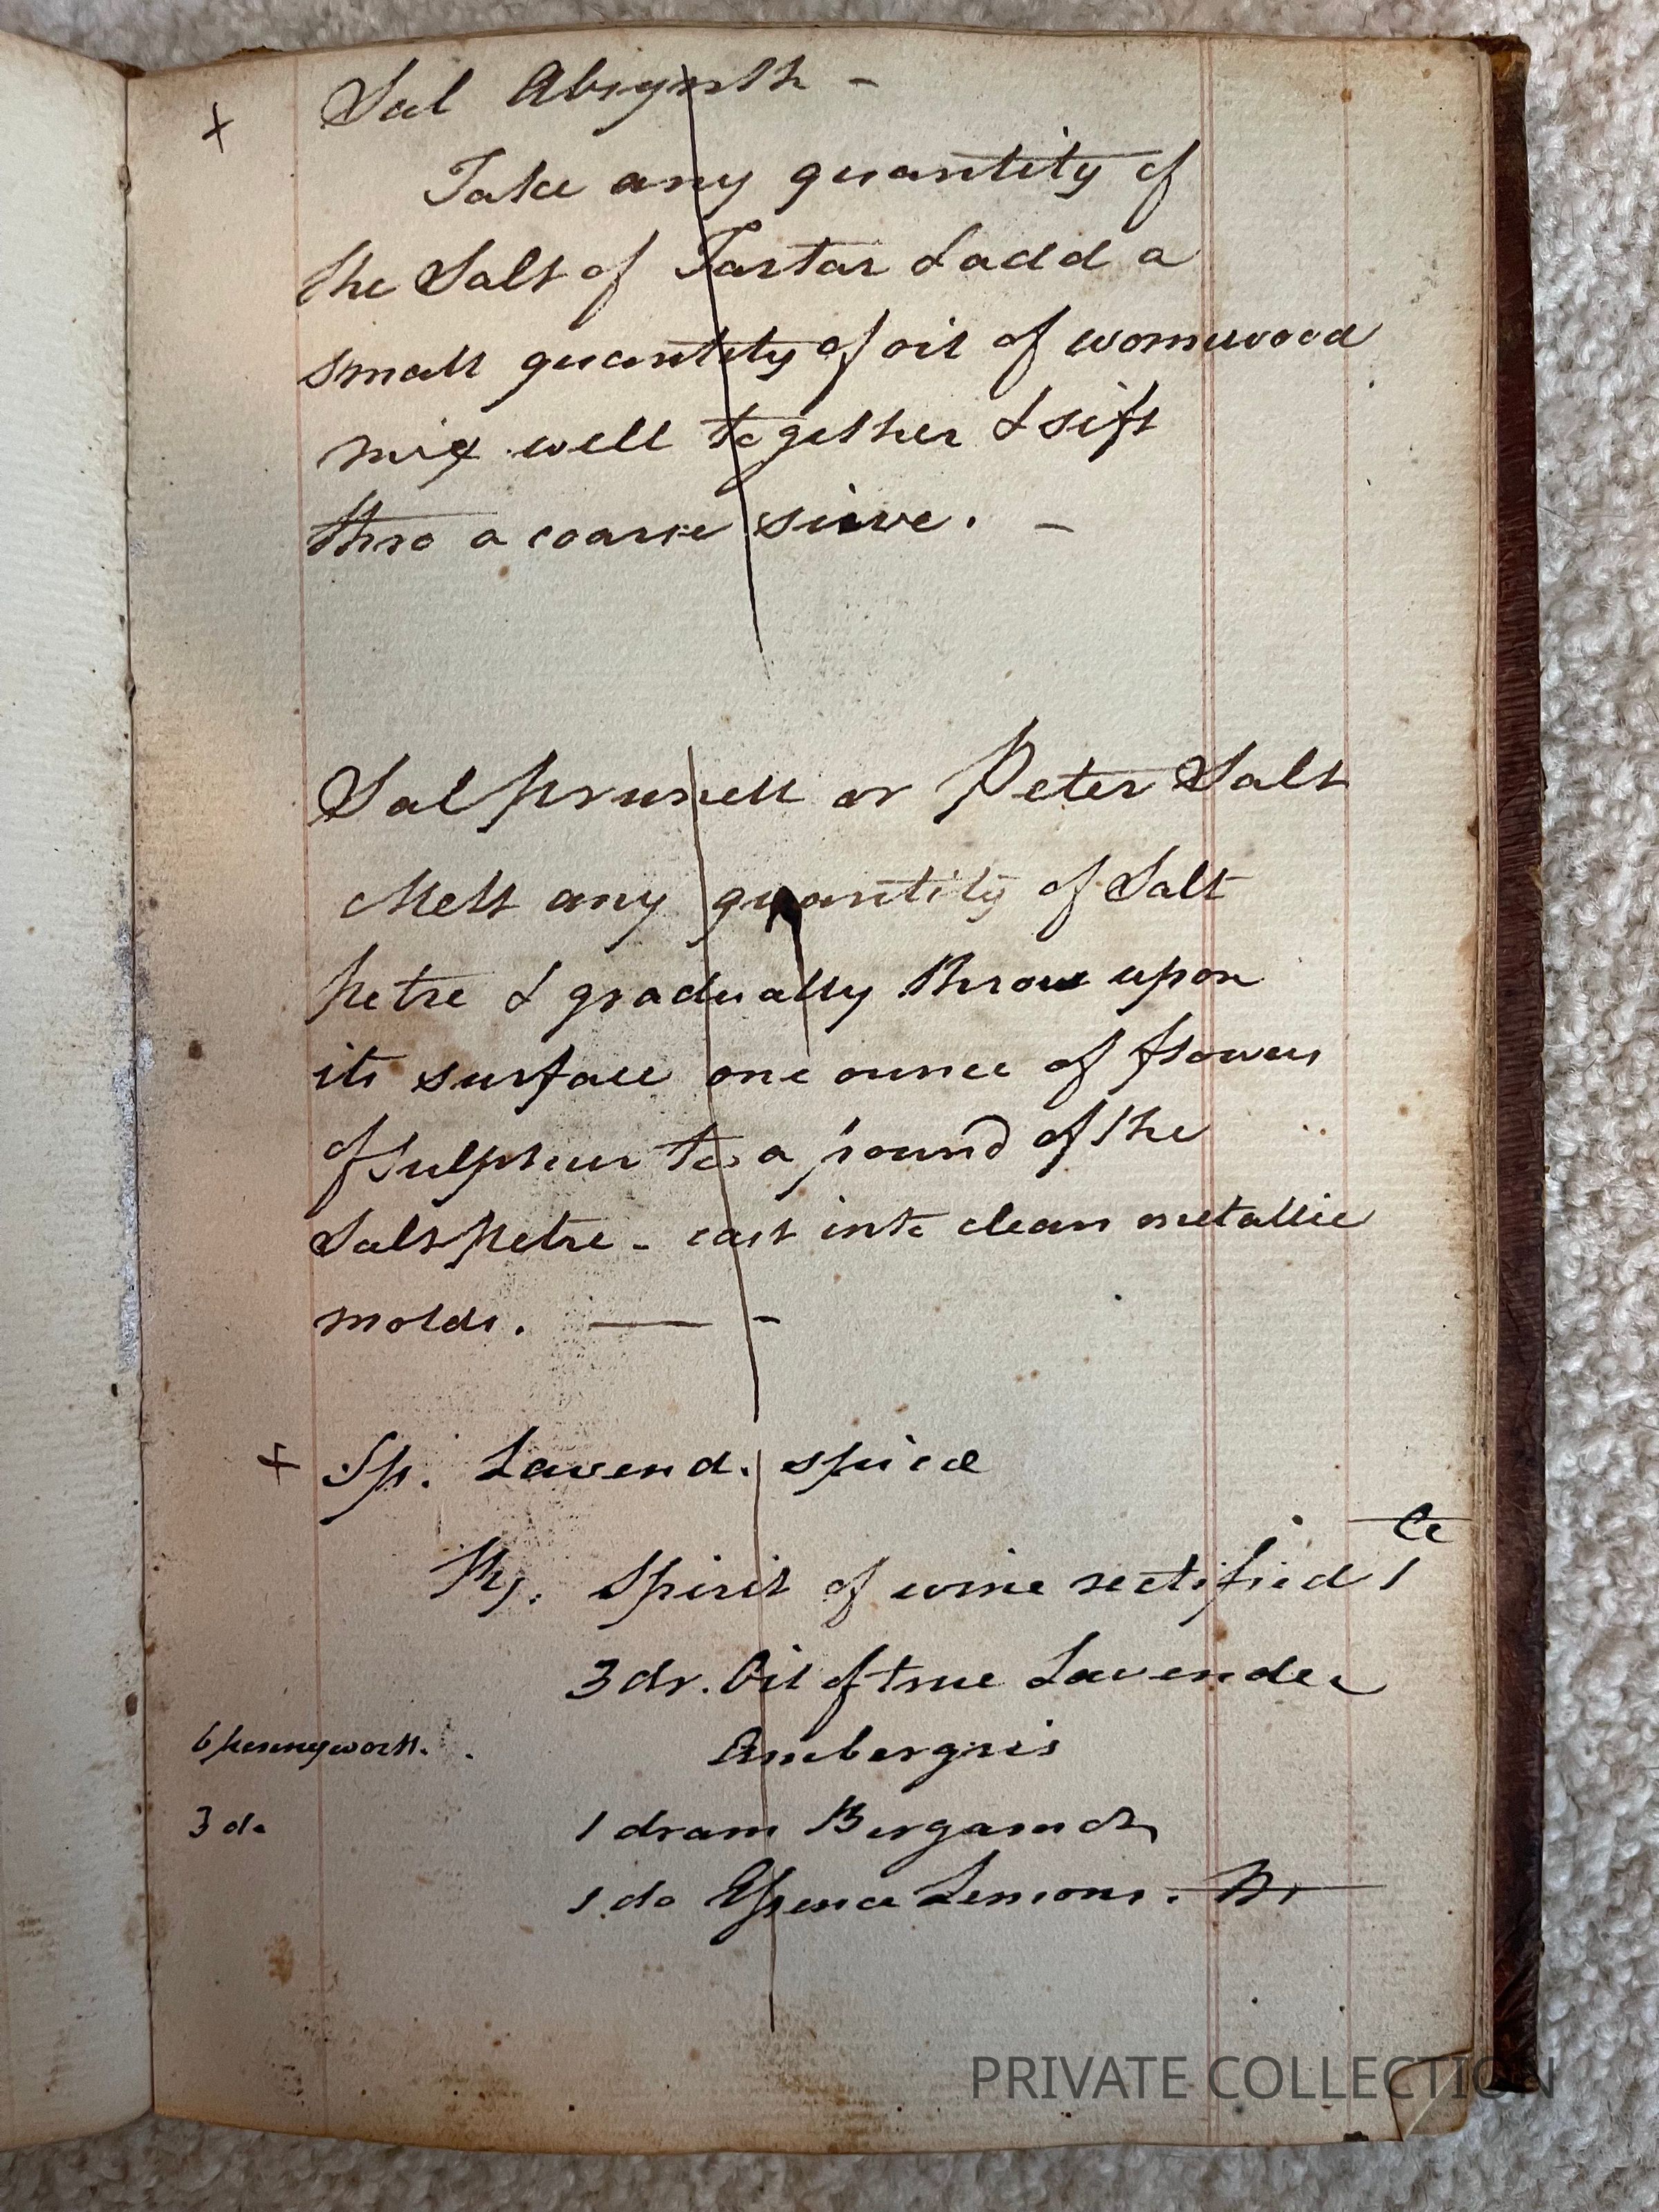 + Sal Absynth -
Take any quantity of
the Salt of Tartar & add a
small quantity of oil of wormwood
mix well together & sift
thro a coarse sieve. -
Sal prunell or Peter Salt
Melt any quantity of Salt
petre & gradually throw upon
its surface one ounce of flowers
of sulphur to a pound of the
Salt petre - cast into clean metallic
molds. -- -
+ Sp. Lavend. spice
Spirit of wine rectified 1
3 dr. Oil of true Lavender
6 pennyworth. Ambergris
3 do 1 dram Bergamot
1 do Essence Lemons.
PRIVATE COLLECTION